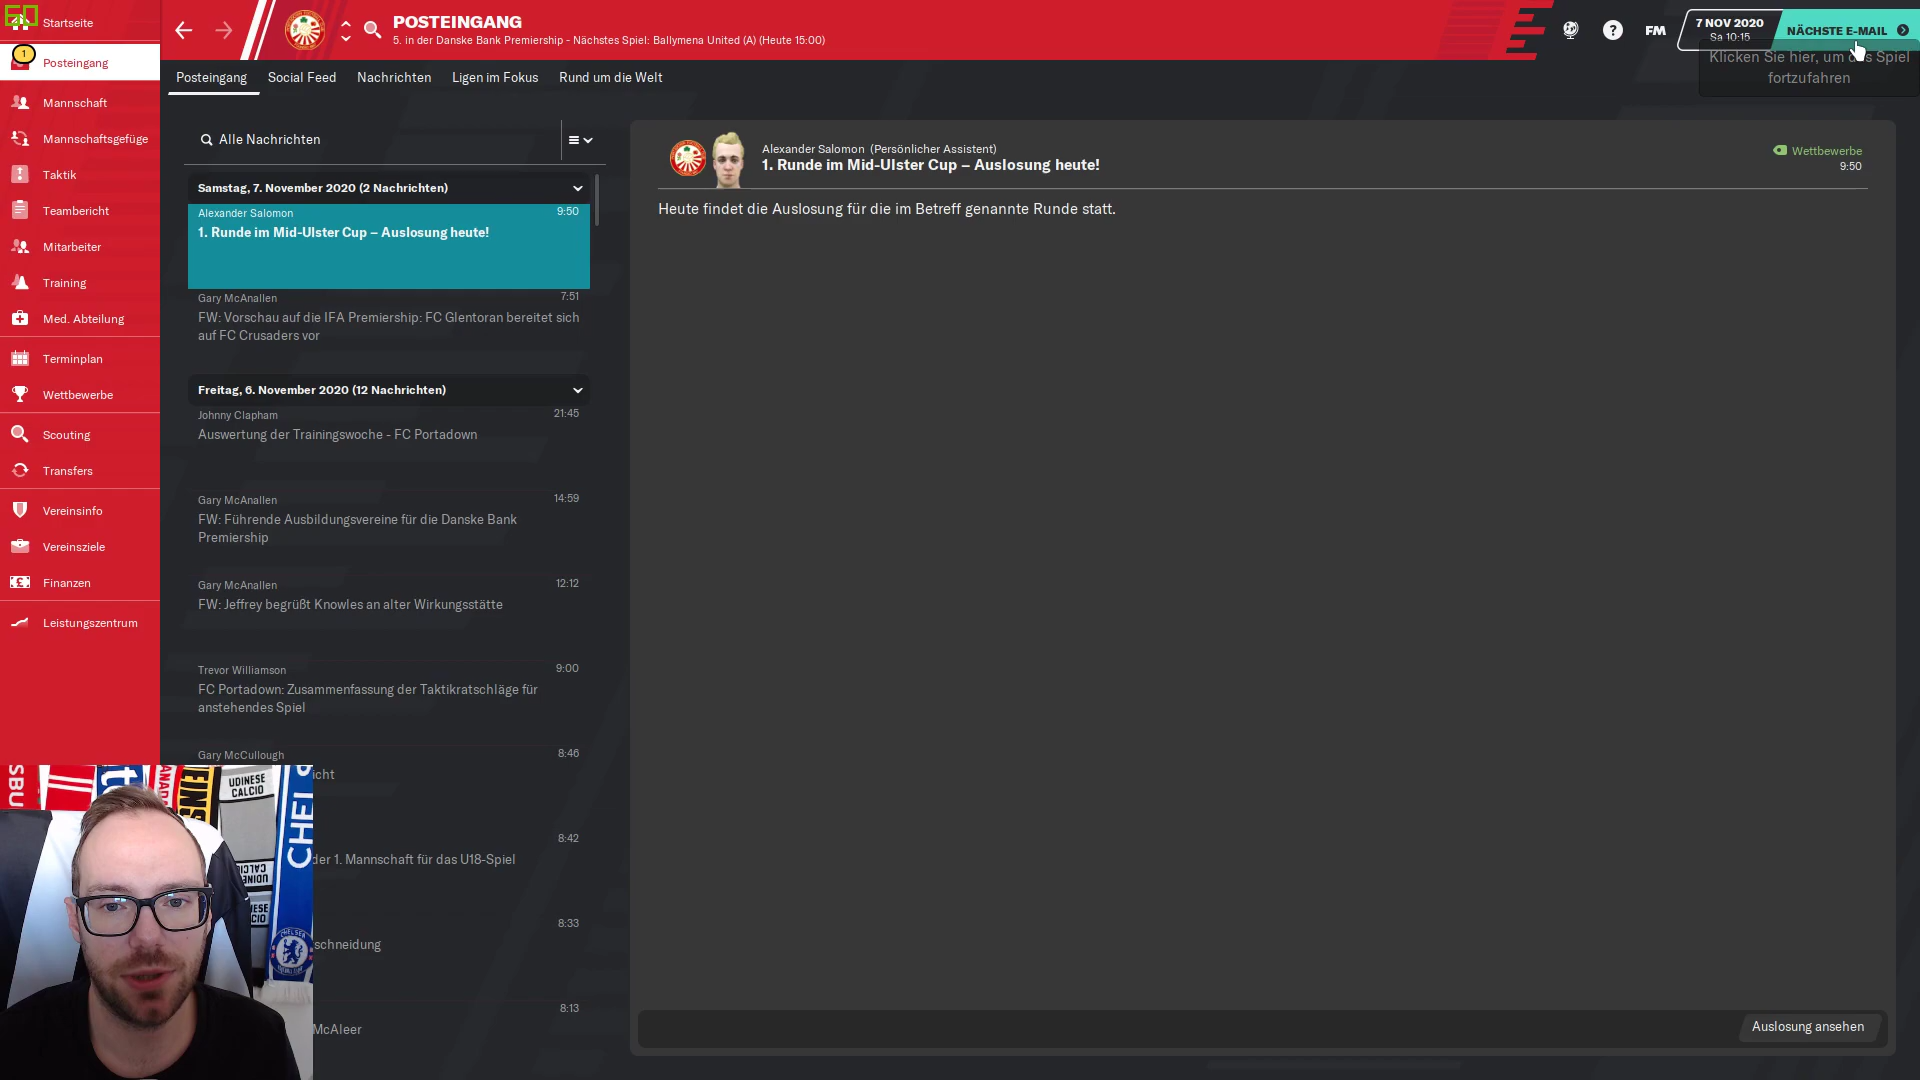 60
Startseite
1
Posteingang
Mannschaft
Mannschaftsgefüge
Taktik
Teambericht
Mitarbeiter
Training
Med. Abteilung
Terminplan
Wettbewerbe
Scouting
Transfers
Vereinsinfo
Vereinsziele
Finanzen
Leistungszentrum
POSTEINGANG
5. in der Danske Bank Premiership - Nächstes Spiel: Ballymena United (A) (Heute 15:00)
?
FM
7 NOV 2020
Sa 10:15
NÄCHSTE E-MAIL
Klicken Sie hier, um das Spiel
fortzufahren
Posteingang
Social Feed
Nachrichten
Ligen im Fokus
Rund um die Welt
Alle Nachrichten
Samstag, 7. November 2020 (2 Nachrichten)
Alexander Salomon 9:50
1. Runde im Mid-Ulster Cup – Auslosung heute!
Gary McAnallen 7:51
FW: Vorschau auf die IFA Premiership: FC Glentoran bereitet sich
auf FC Crusaders vor
Freitag, 6. November 2020 (12 Nachrichten)
Johnny Clapham 21:45
Auswertung der Trainingswoche - FC Portadown
Gary McAnallen 14:59
FW: Führende Ausbildungsvereine für die Danske Bank
Premiership
Gary McAnallen 12:12
FW: Jeffrey begrüßt Knowles an alter Wirkungsstätte
Trevor Williamson 9:00
FC Portadown: Zusammenfassung der Taktikratschläge für
anstehendes Spiel
Gary McCullough 8:46
icht
8:42
der 1. Mannschaft für das U18-Spiel
8:33
schneidung
8:13
McAleer
Alexander Salomon (Persönlicher Assistent)
1. Runde im Mid-Ulster Cup – Auslosung heute!
Wettbewerbe
9:50
Heute findet die Auslosung für die im Betreff genannte Runde statt.
Auslosung ansehen
SBU
UDINESE
CALCIO
CHELS
CALCIO
UDINESE
CHELSEA